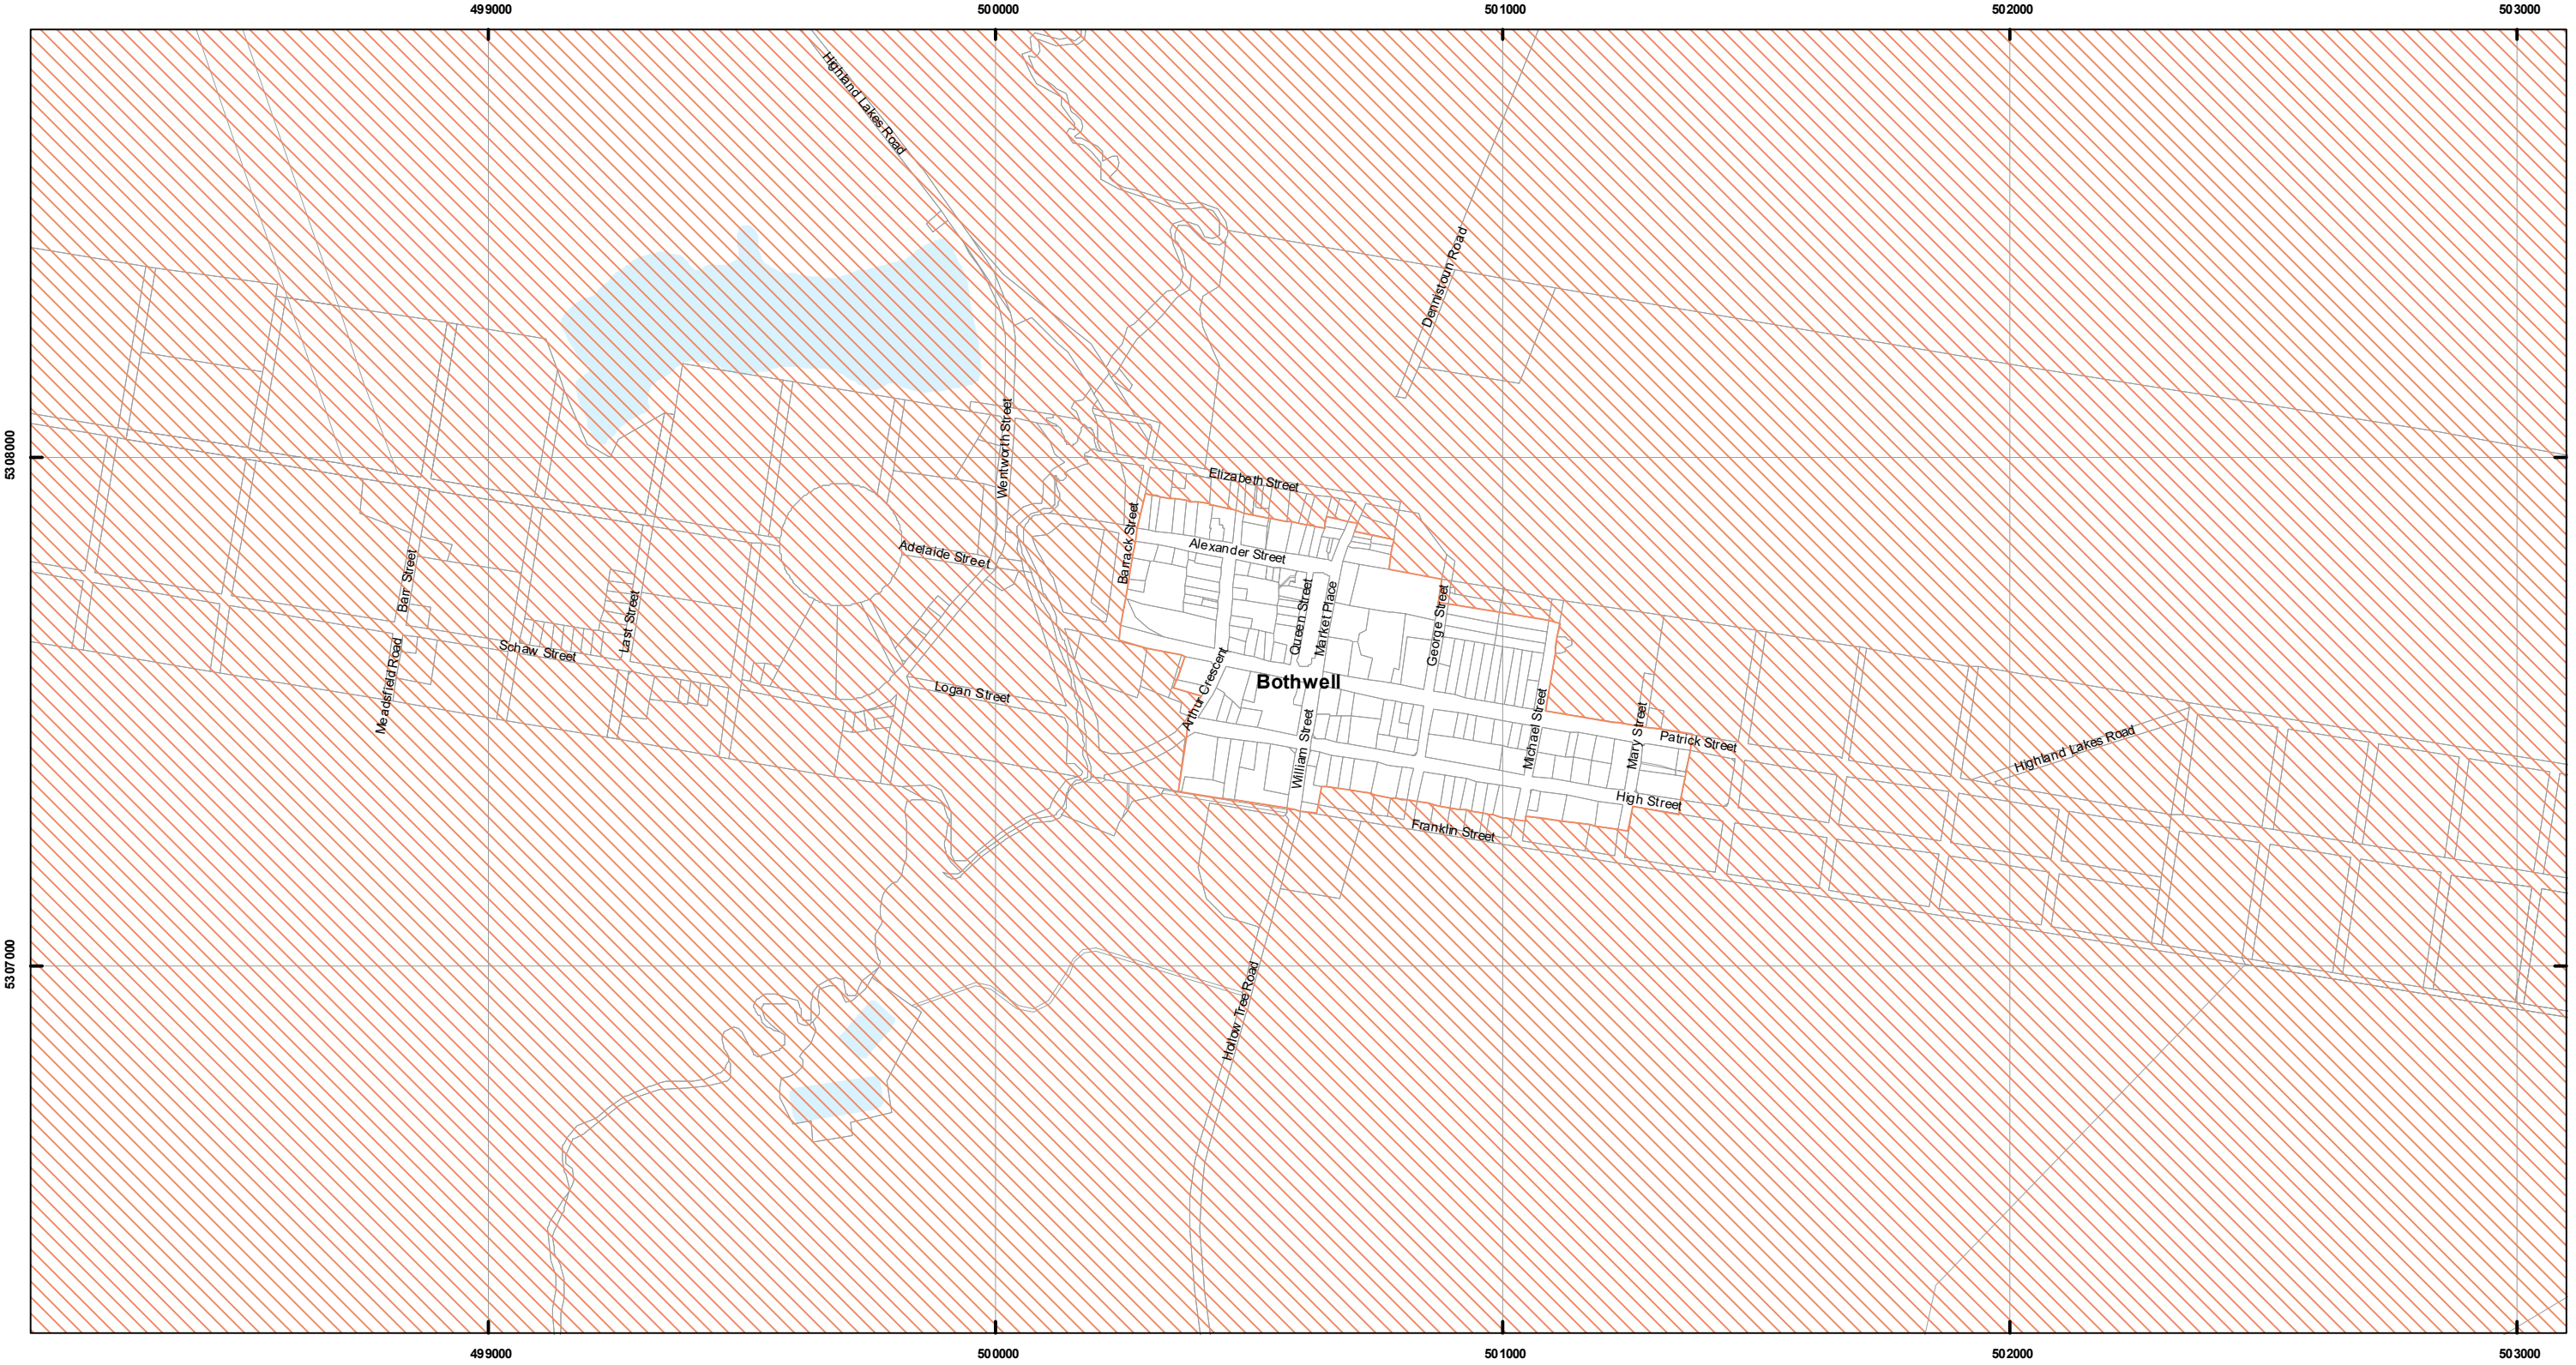 499000
500000
501000
502000
503000
Highland Lakes Road
Dennistoun Road
5308000
Wentworth Street
Elizabeth Street
Barrack Street
Adelaide Street
Alexander Street
Barr Street
Last Street
Queen Street
Market Place
George Street
Schaw Street
Meadsfield Road
Logan Street
Arthur Crescent
Bothwell
William Street
Michael Street
Mary Street
Patrick Street
Highland Lakes Road
High Street
Franklin Street
5307000
Hollow Tree Road
499000
500000
501000
502000
503000